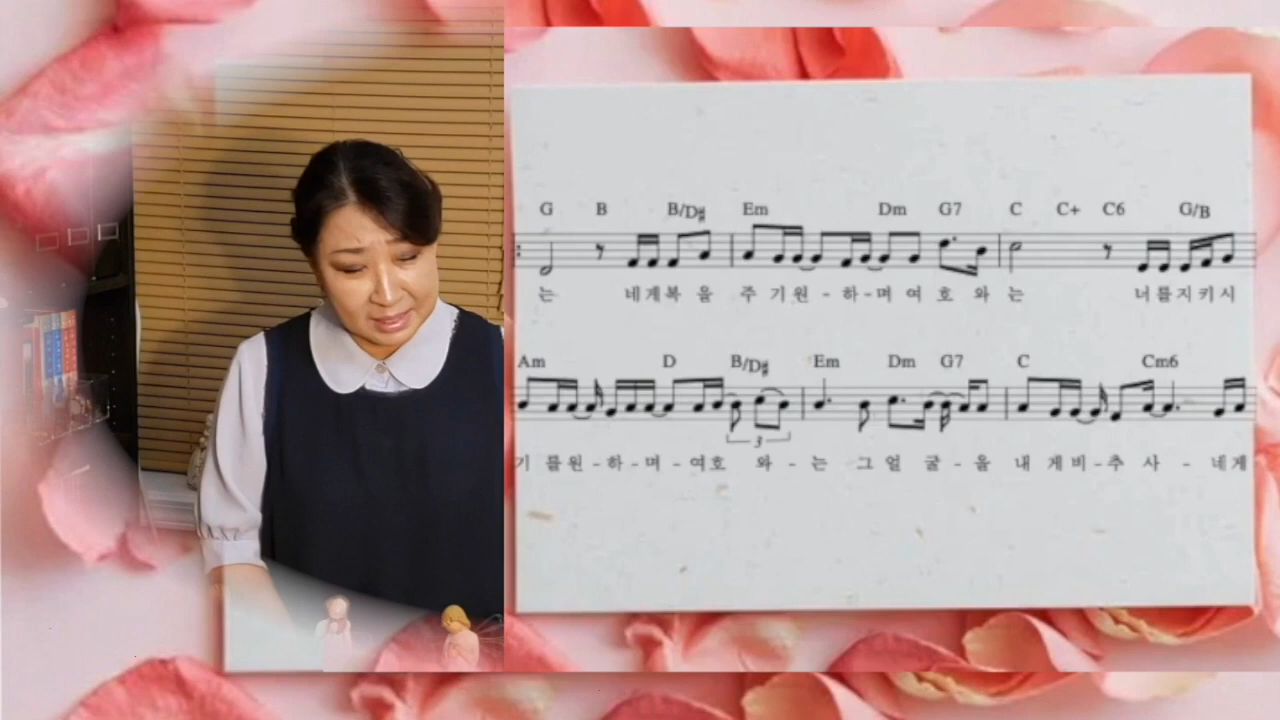 G B B/D♯ Em Dm G7 C C+ C6 G/B
는 네게복 을 주 기 원 - 하 - 며 여 호 와 는 너를지 키 시
Am D B/D♯ Em Dm G7 C Cm6
3
기 를원 - 하 - 며 - 여호 와 - 는 그 얼 굴 - 을 내 게 비 - 추 사 - 네게